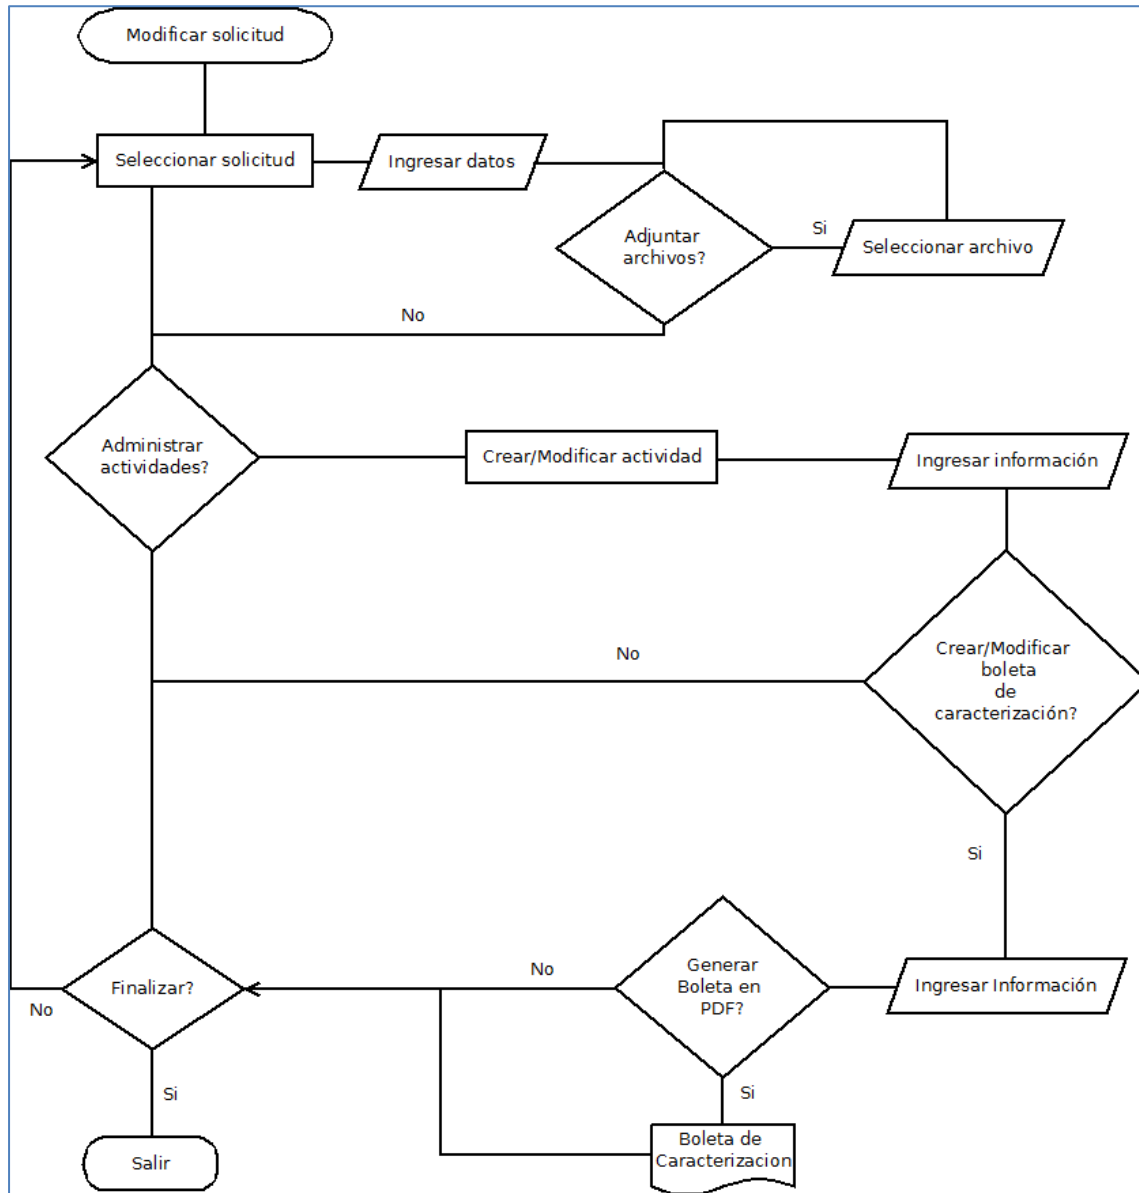 Modificar solicitud
Seleccionar solicitud
Ingresar datos
Adjuntar
archivos?
Si
Seleccionar archivo
No
Administrar
actividades?
Crear/Modificar actividad
Ingresar información
No
Crear/Modificar
boleta
de
caracterización?
Si
Finalizar?
No
No
Generar
Boleta en
PDF?
Ingresar Información
Si
Si
Salir
Boleta de
Caracterizacion